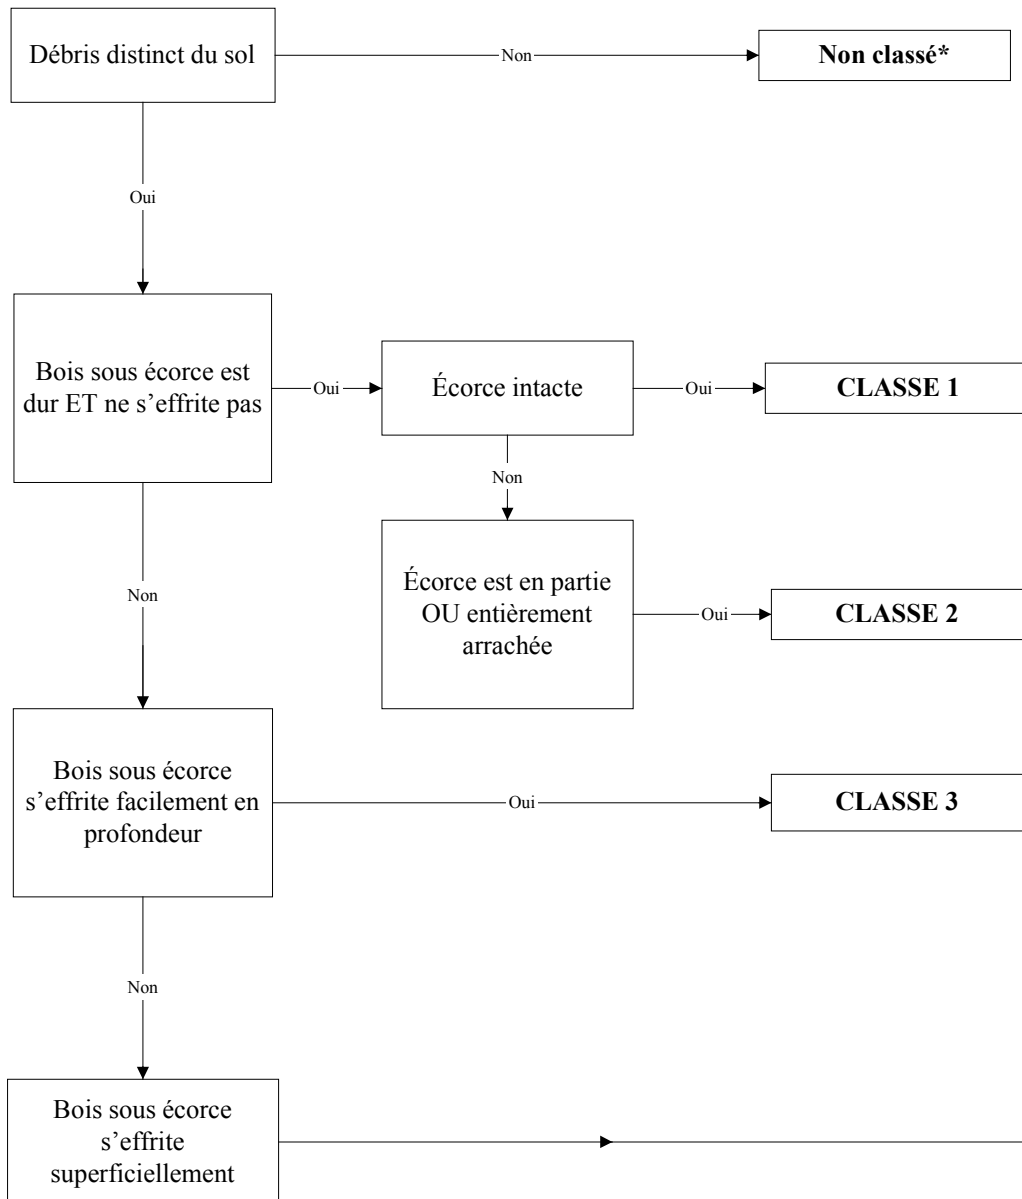 Débris distinct du sol
Non
Non classé*
Oui
Bois sous écorce est
dur ET ne s’effrite pas
Oui
Écorce intacte
Oui
CLASSE 1
Non
Écorce est en partie
OU entièrement
arrachée
Oui
CLASSE 2
Non
Bois sous écorce
s’effrite facilement en
profondeur
Oui
CLASSE 3
Non
Bois sous écorce
s’effrite
superficiellement